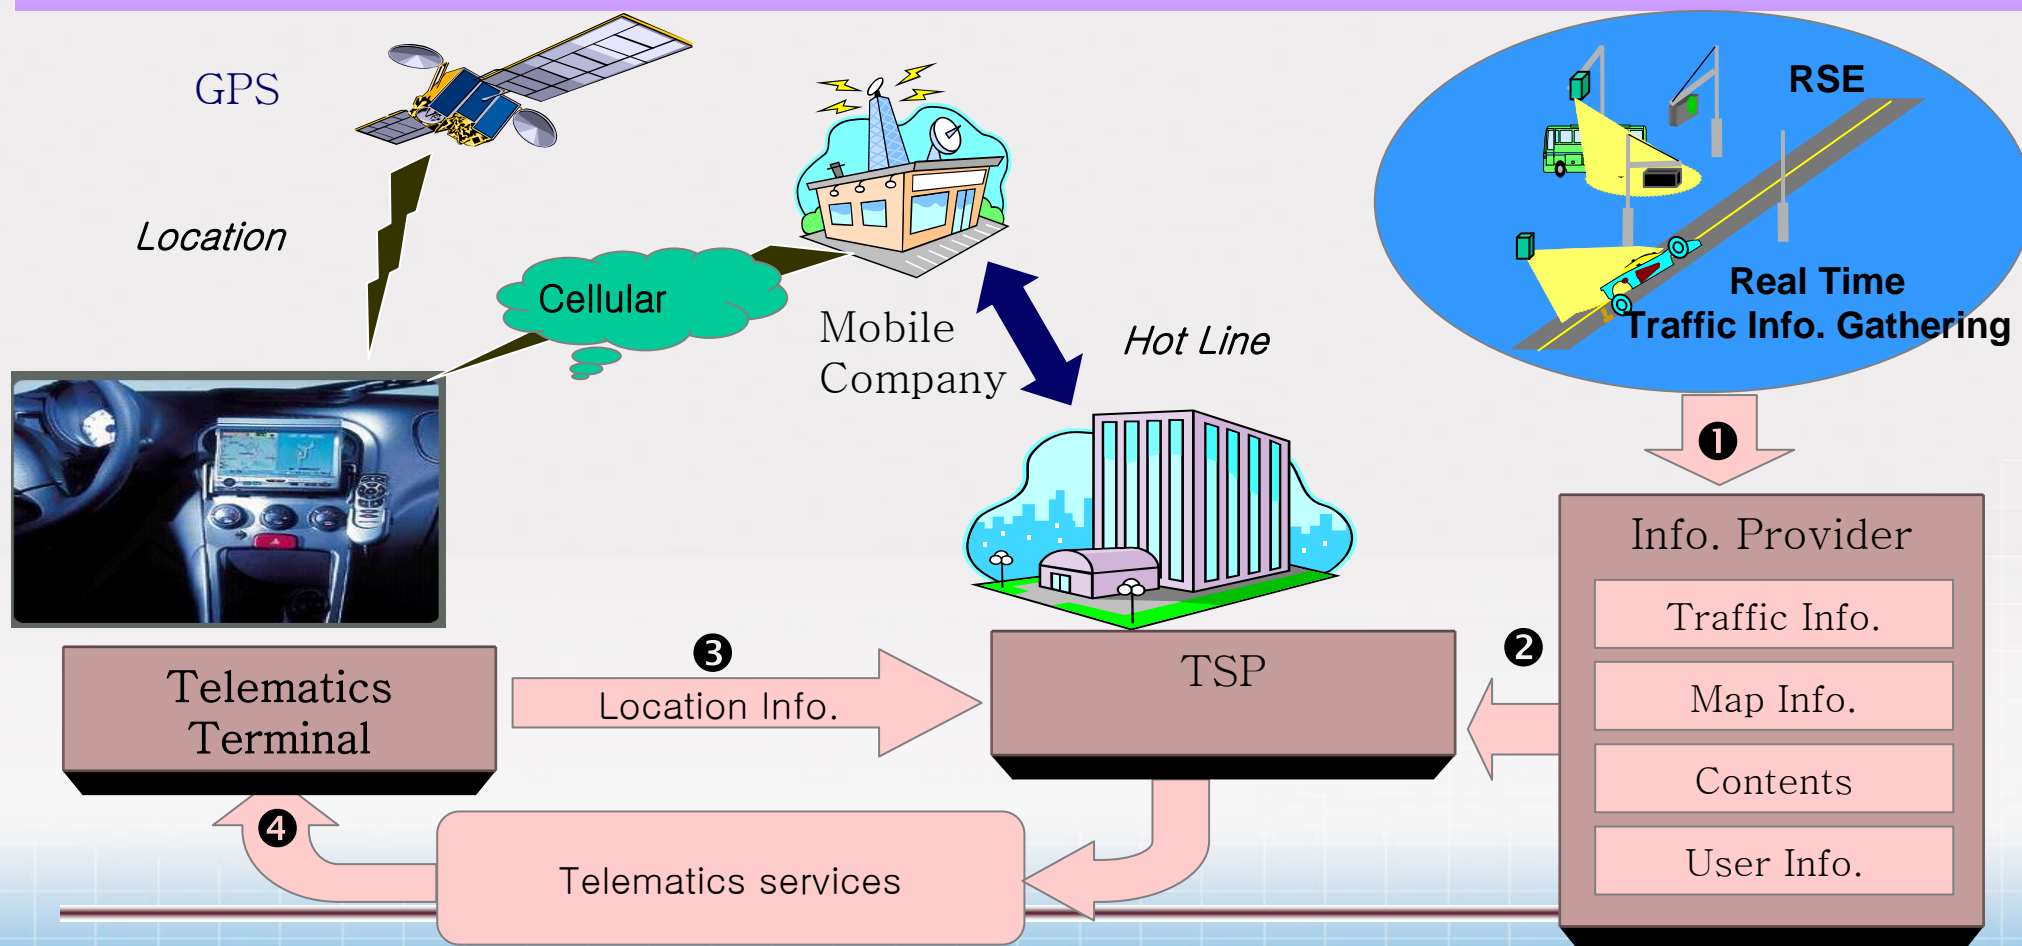 GPS
RSE
Location
Cellular
Real Time
Traffic Info. Gathering
Mobile
Company
Hot Line
❶
Info. Provider
Traffic Info.
Map Info.
Contents
User Info.
❷
❸
Telematics
Terminal
Location Info.
TSP
❹
Telematics services